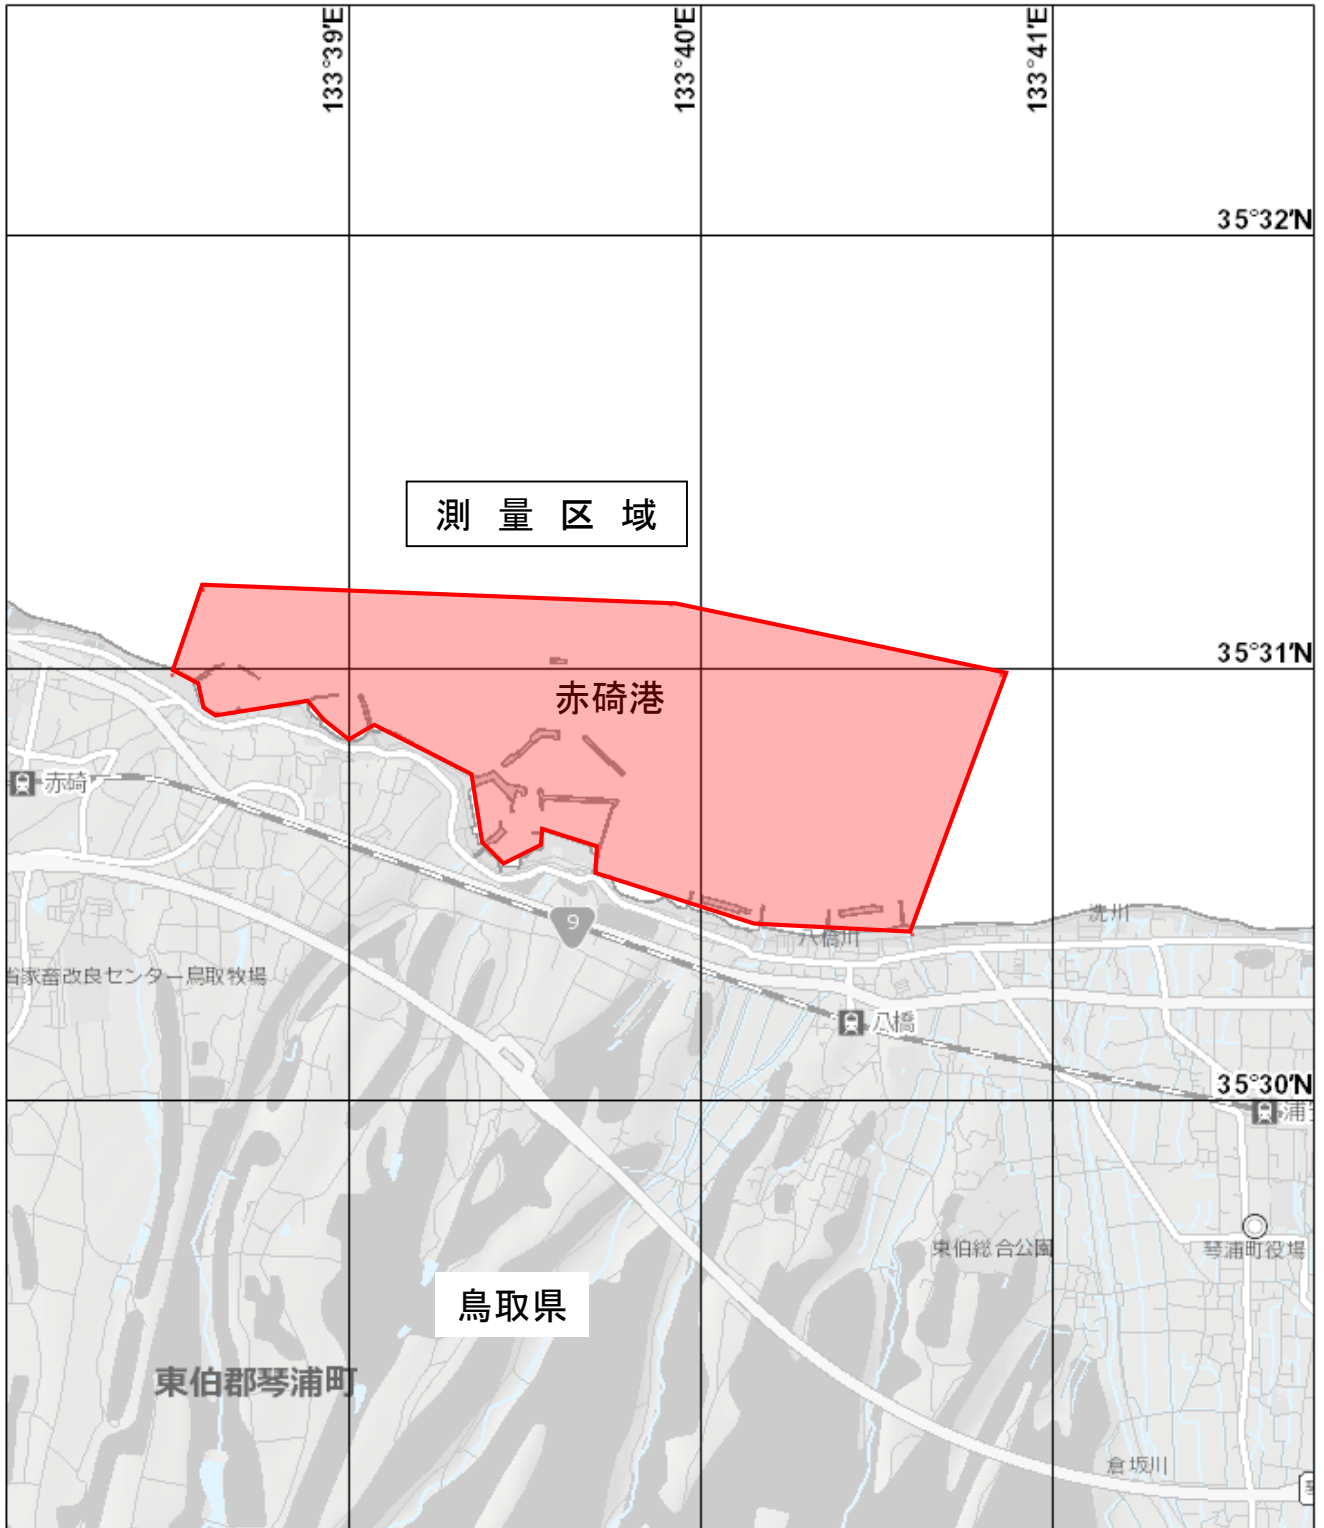 133°39′E
133°40′E
133°41′E
35°32′N
測量区域
35°31′N
赤碕港
赤碕
洗川
八橋川
9
家畜改良センター鳥取牧場
八橋
35°30′N
浦
東伯総合公園
琴浦町役場
鳥取県
東伯郡琴浦町
倉坂川